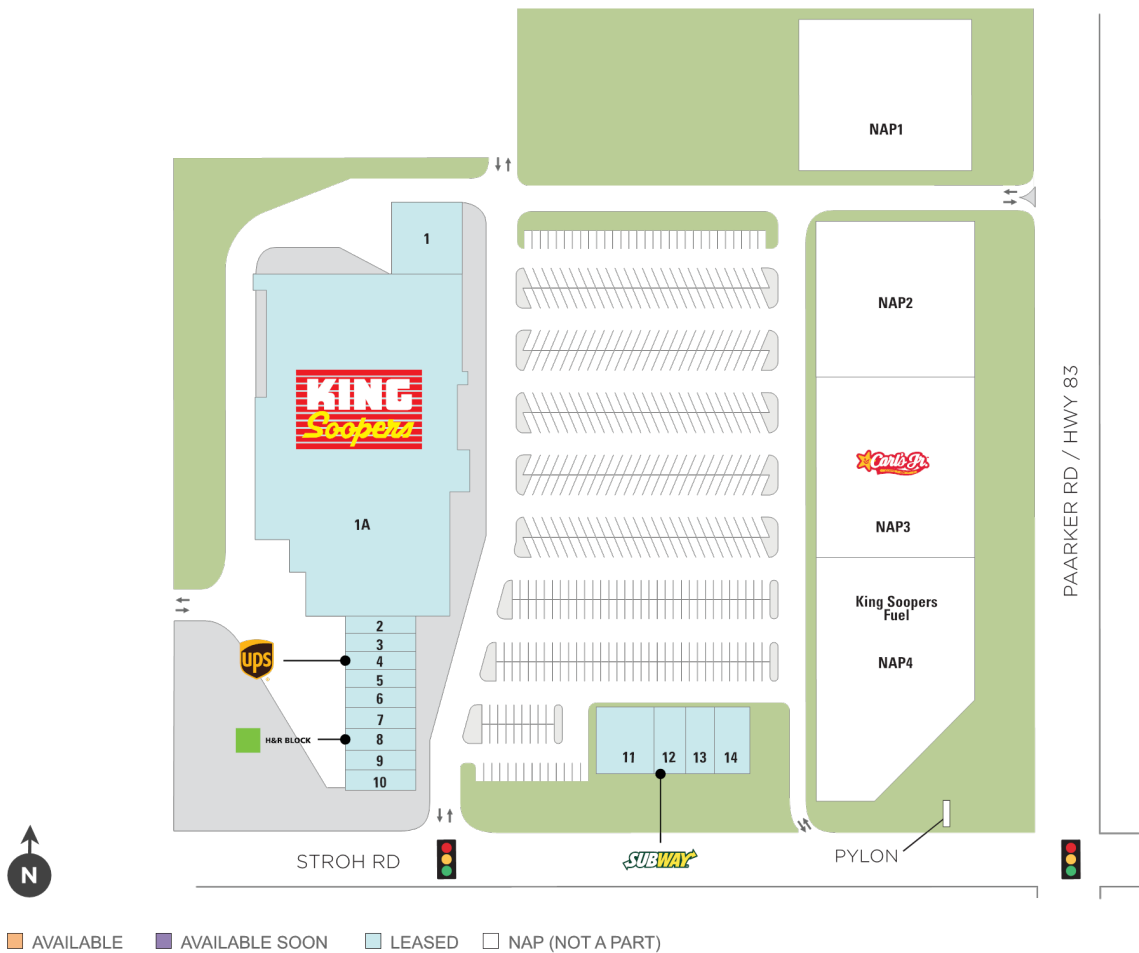 NAP1
1
NAP2
KING
Soopers
Carl's Jr.
PAARKER RD / HWY 83
1A
NAP3
King Soopers
Fuel
NAP4
2
3
ups
4
5
6
7
H&R BLOCK
8
9
10
11
12
13
14
STROH RD
SUBWAY
PYLON
N
AVAILABLE
AVAILABLE SOON
LEASED
NAP (NOT A PART)